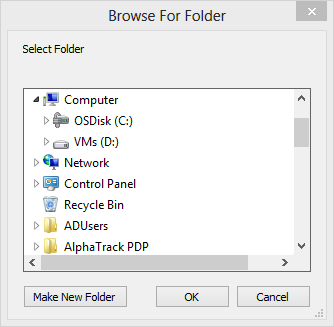 Browse For Folder
Select Folder
Computer
OSDisk (C:)
VMs (D:)
Network
Control Panel
Recycle Bin
ADUsers
AlphaTrack PDP
Make New Folder
OK
Cancel